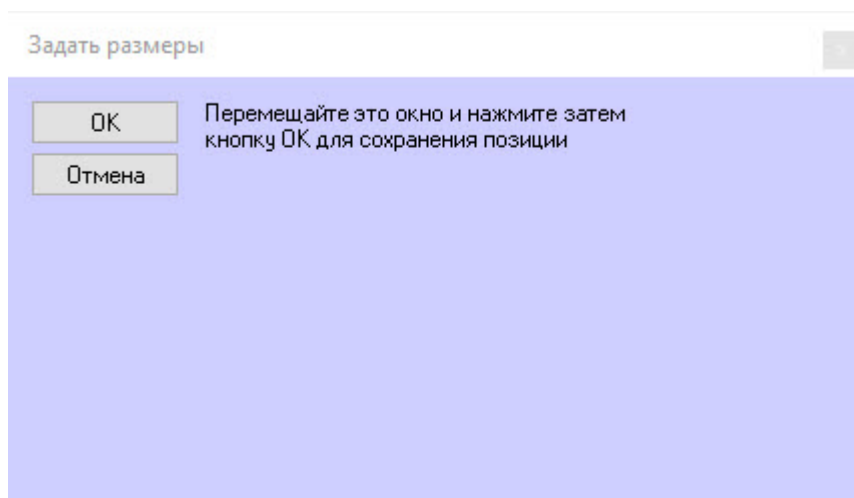 Задать размеры
OK
Перемещайте это окно и нажмите затем
кнопку OK для сохранения позиции
Отмена